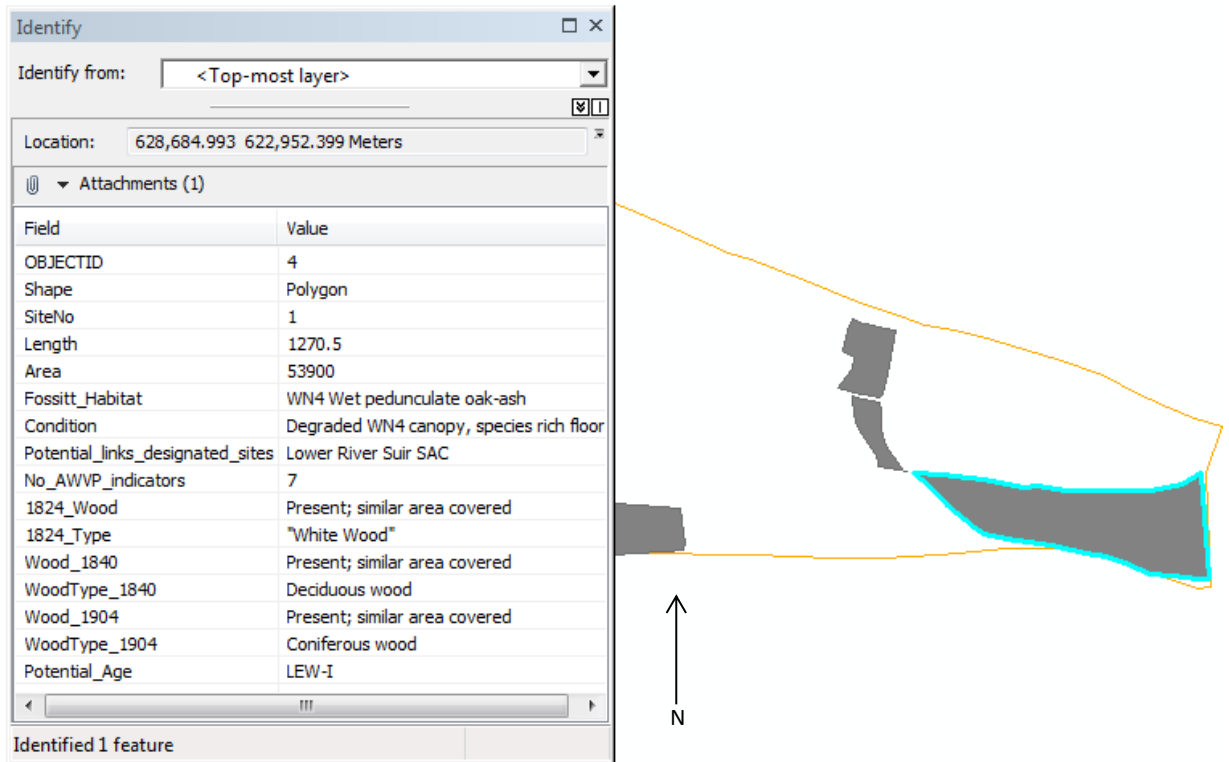 Identify
Identify from: <Top-most layer>
Location: 628,684.993 622,952.399 Meters
Attachments (1)
Field Value
OBJECTID 4
Shape Polygon
SiteNo 1
Length 1270.5
Area 53900
Fossitt_Habitat WN4 Wet pedunculate oak-ash
Condition Degraded WN4 canopy, species rich floor
Potential_links_designated_sites Lower River Suir SAC
No_AWVP_indicators 7
1824_Wood Present; similar area covered
1824_Type "White Wood"
Wood_1840 Present; similar area covered
WoodType_1840 Deciduous wood
Wood_1904 Present; similar area covered
WoodType_1904 Coniferous wood
Potential_Age LEW-I
N
Identified 1 feature